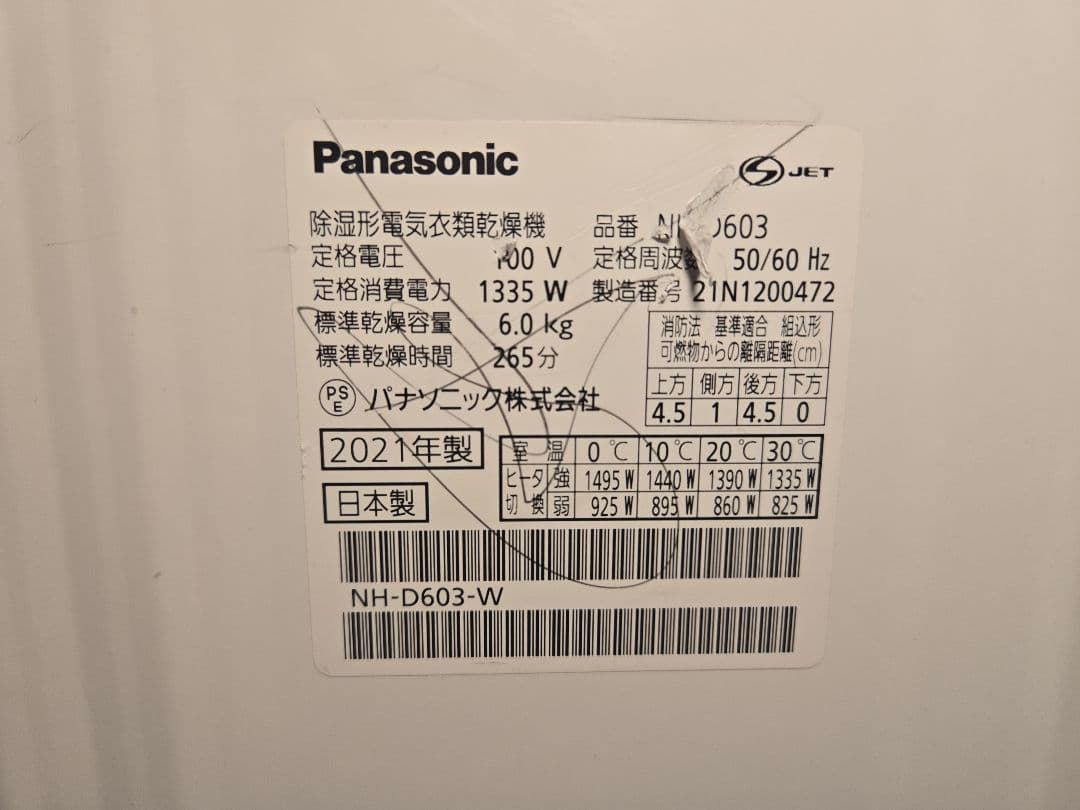 Panasonic
JET
除湿形電気衣類乾燥機 品番 NH-D603
定格電圧 100 V 定格周波数 50/60 Hz
定格消費電力 1335 W 製造番号 21N1200472
標準乾燥容量 6.0 kg
標準乾燥時間 265分
消防法 基準適合 組込形
可燃物からの離隔距離(cm)
上方 側方 後方 下方
4.5 1 4.5 0
PS
E
パナソニック株式会社
2021年製
日本製
室温 0℃ 10℃ 20℃ 30℃
ヒータ 強 1495 W 1440 W 1390 W 1335 W
切換 弱 925 W 895 W 860 W 825 W
NH-D603-W